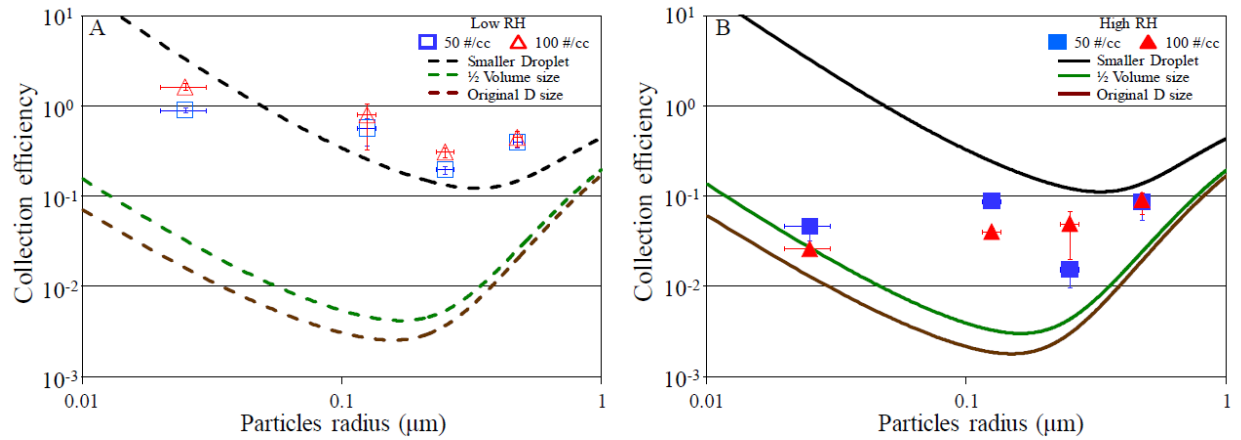 A
Low RH
50 #/cc 100 #/cc
Smaller Droplet
½ Volume size
Original D size
10¹
10⁰
10⁻¹
10⁻²
10⁻³
Collection efficiency
0.01 0.1 1
Particles radius (μm)
B
High RH
50 #/cc 100 #/cc
Smaller Droplet
½ Volume size
Original D size
10¹
10⁰
10⁻¹
10⁻²
10⁻³
Collection efficiency
0.01 0.1 1
Particles radius (μm)